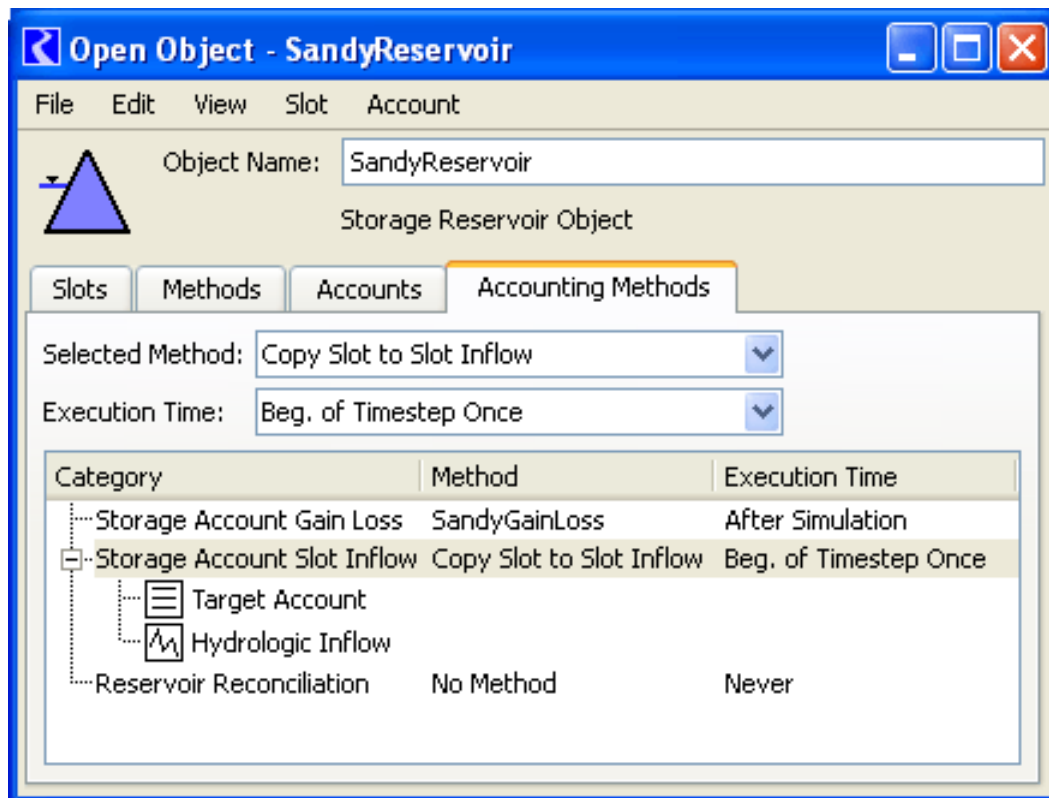 Open Object - SandyReservoir
File Edit View Slot Account
Object Name: SandyReservoir
Storage Reservoir Object
Slots Methods Accounts Accounting Methods
Selected Method: Copy Slot to Slot Inflow
Execution Time: Beg. of Timestep Once
Category Method Execution Time
Storage Account Gain Loss SandyGainLoss After Simulation
Storage Account Slot Inflow Copy Slot to Slot Inflow Beg. of Timestep Once
Target Account
Hydrologic Inflow
Reservoir Reconciliation No Method Never